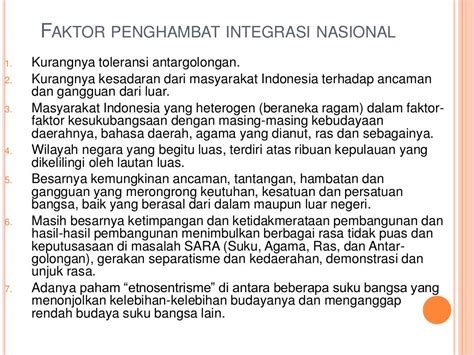 FAKTOR PENGHAMBAT INTEGRASI NASIONAL
1. Kurangnya toleransi antargolongan.
2. Kurangnya kesadaran dari masyarakat Indonesia terhadap ancaman
dan gangguan dari luar.
3. Masyarakat Indonesia yang heterogen (beraneka ragam) dalam faktor-
faktor kesukubangsaan dengan masing-masing kebudayaan
daerahnya, bahasa daerah, agama yang dianut, ras dan sebagainya.
4. Wilayah negara yang begitu luas, terdiri atas ribuan kepulauan yang
dikelilingi oleh lautan luas.
5. Besarnya kemungkinan ancaman, tantangan, hambatan dan
gangguan yang merongrong keutuhan, kesatuan dan persatuan
bangsa, baik yang berasal dari dalam maupun luar negeri.
6. Masih besarnya ketimpangan dan ketidakmerataan pembangunan dan
hasil-hasil pembangunan menimbulkan berbagai rasa tidak puas dan
keputusasaan di masalah SARA (Suku, Agama, Ras, dan Antar-
golongan), gerakan separatisme dan kedaerahan, demonstrasi dan
unjuk rasa.
7. Adanya paham “etnosentrisme” di antara beberapa suku bangsa yang
menonjolkan kelebihan-kelebihan budayanya dan menganggap
rendah budaya suku bangsa lain.